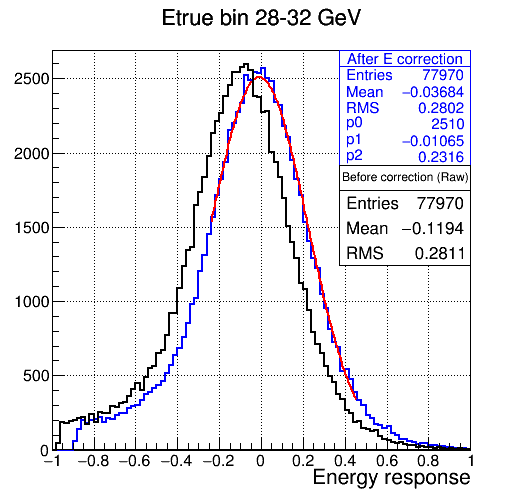 Etrue bin 28-32 GeV
After E correction
Entries 77970
Mean −0.03684
RMS 0.2802
p0 2510
p1 −0.01065
p2 0.2316
Before correction (Raw)
Entries 77970
Mean −0.1194
RMS 0.2811
2500
2000
1500
1000
500
0
−1 −0.8 −0.6 −0.4 −0.2 0 0.2 0.4 0.6 0.8 1
Energy response